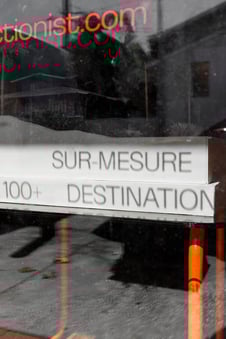 ctionist.com
SUR-MESURE
100+ DESTINATION